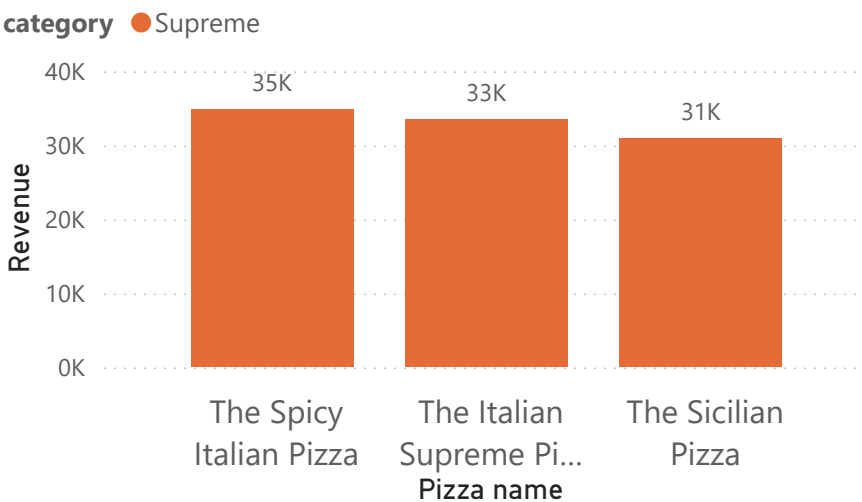 category Supreme
40K
35K
33K
31K
30K
20K
10K
0K
Revenue
The Spicy
Italian Pizza
The Italian
Supreme Pi...
The Sicilian
Pizza
Pizza name